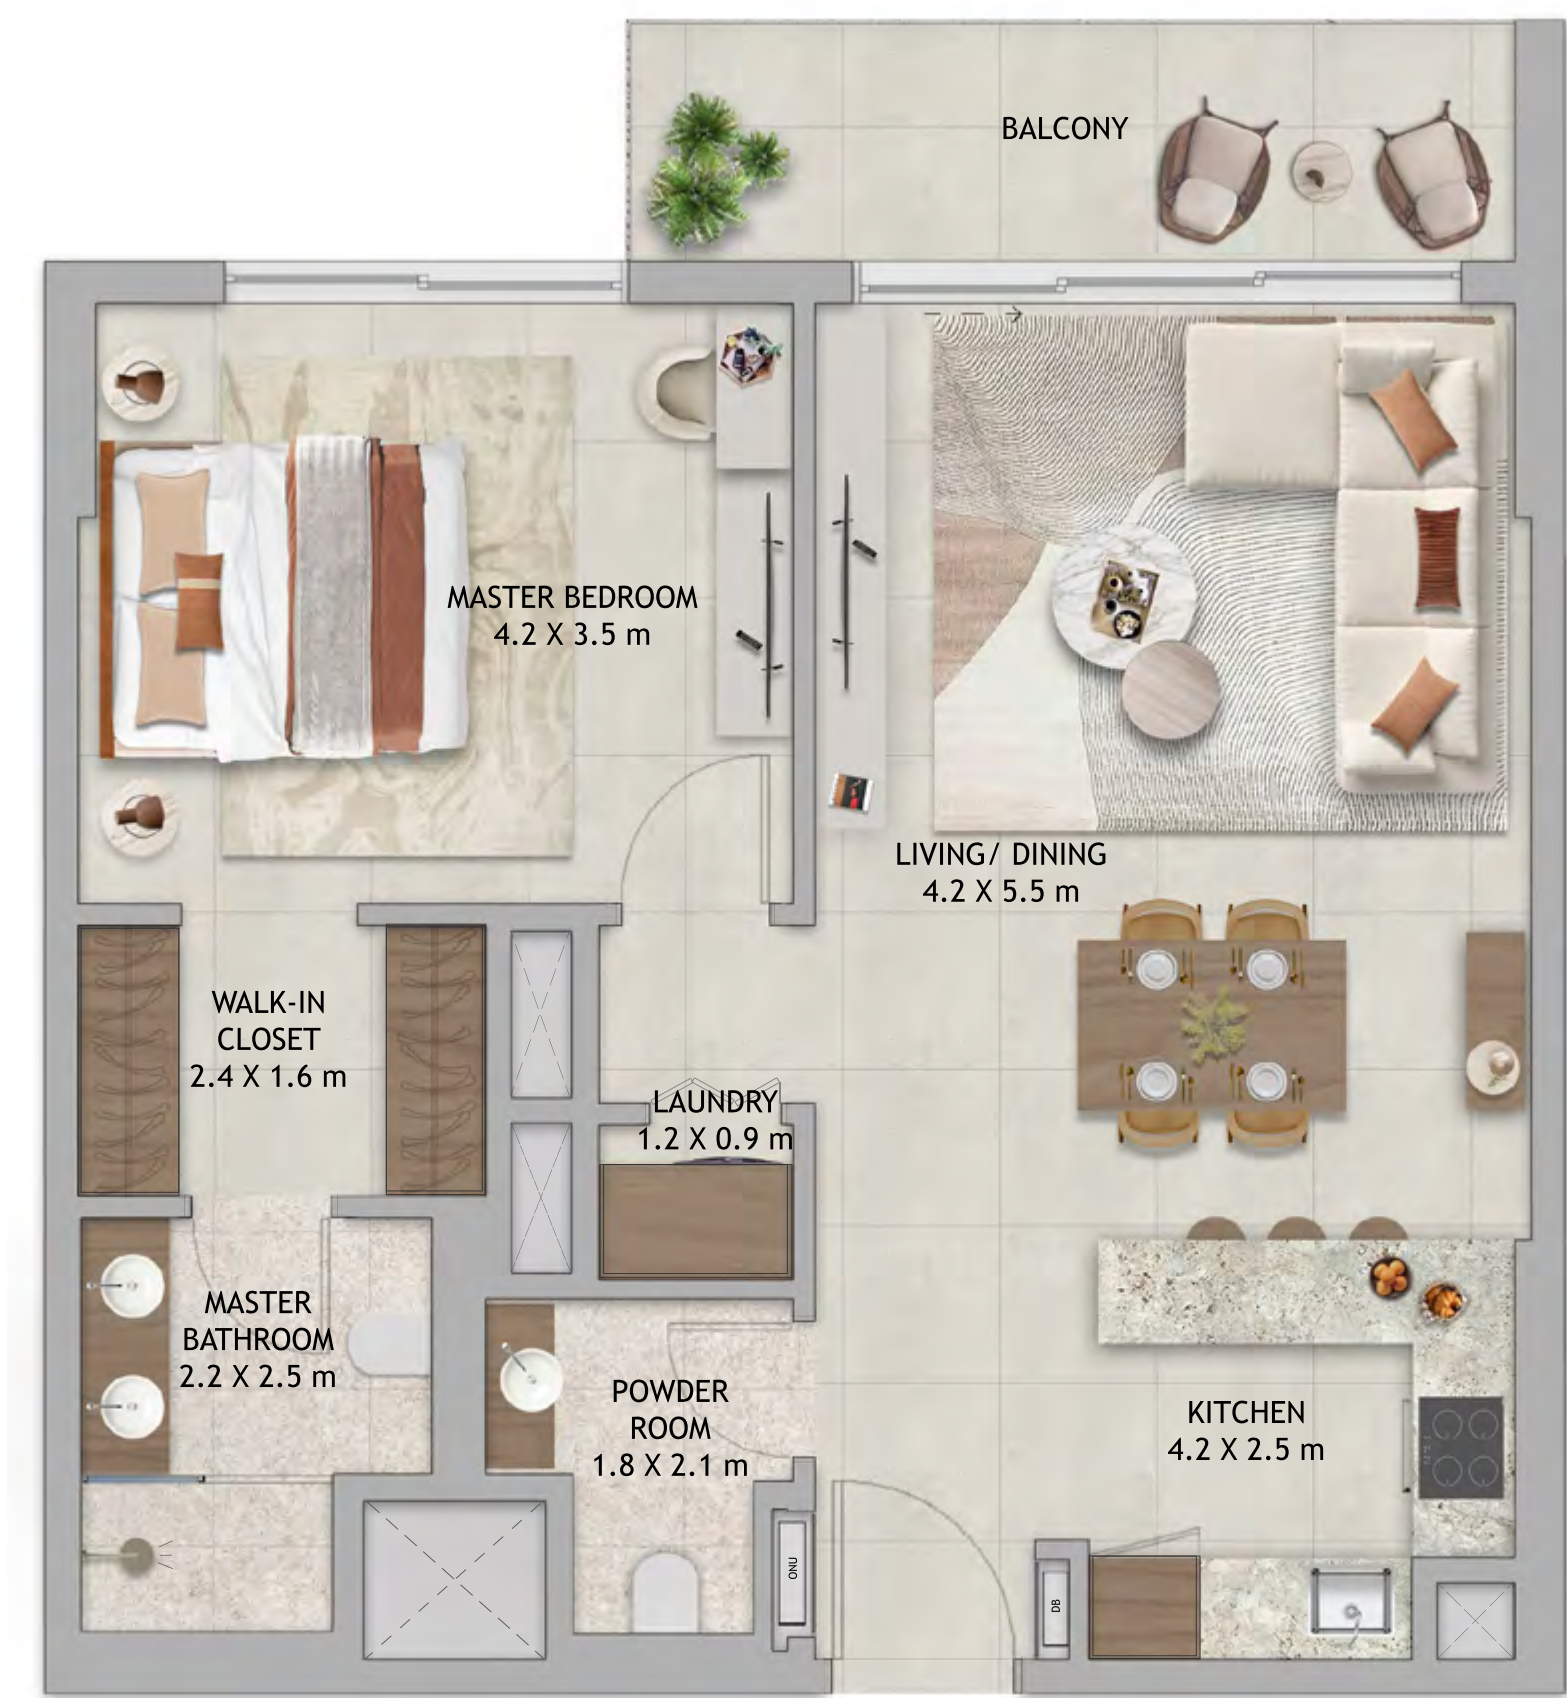 BALCONY
MASTER BEDROOM
4.2 X 3.5 m
LIVING/ DINING
4.2 X 5.5 m
WALK-IN
CLOSET
2.4 X 1.6 m
LAUNDRY
1.2 X 0.9 m
MASTER
BATHROOM
2.2 X 2.5 m
POWDER
ROOM
1.8 X 2.1 m
KITCHEN
4.2 X 2.5 m
ONU
DB